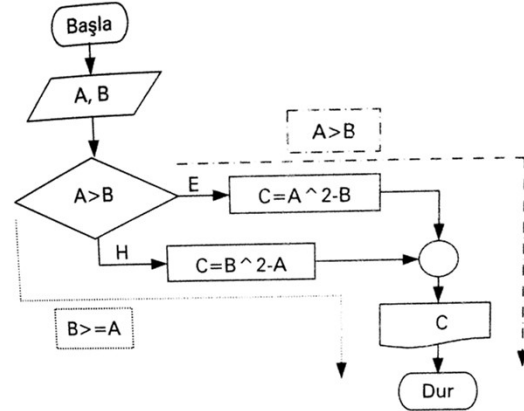 Başla
A, B
A>B
A>B
E
C=A^2-B
H
C=B^2-A
B>=A
C
Dur